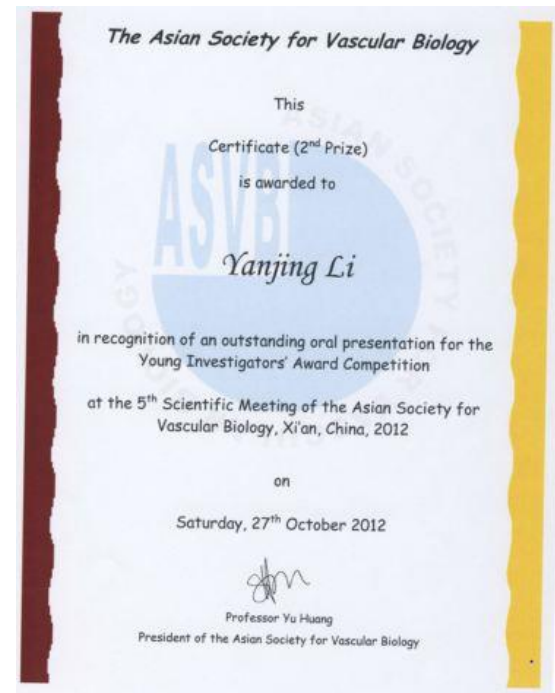 The Asian Society for Vascular Biology
This
Certificate (2nd Prize)
is awarded to
Yanjing Li
in recognition of an outstanding oral presentation for the
Young Investigators' Award Competition
at the 5th Scientific Meeting of the Asian Society for
Vascular Biology, Xi'an, China, 2012
on
Saturday, 27th October 2012
Professor Yu Huang
President of the Asian Society for Vascular Biology
ASVB
ASIAN SOCIETY